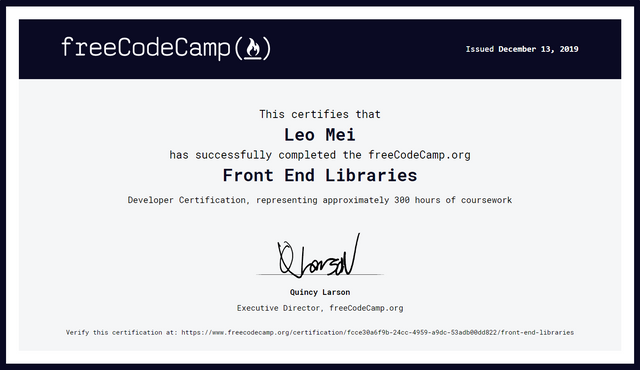 freeCodeCamp(🔥)
Issued December 13, 2019
This certifies that
Leo Mei
has successfully completed the freeCodeCamp.org
Front End Libraries
Developer Certification, representing approximately 300 hours of coursework
Q Larson
Quincy Larson
Executive Director, freeCodeCamp.org
Verify this certification at: https://www.freecodecamp.org/certification/fcce30a6f9b-24cc-4959-a9dc-53adb00dd822/front-end-libraries